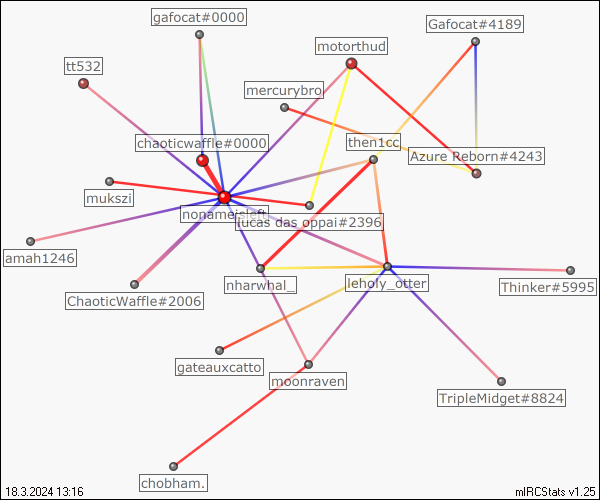 gafocat#0000
Gafocat#4189
motorthud
tt532
mercurybro
chaoticwaffle#0000
then1cc
Azure Reborn#4243
mukszi
nonameisleft
lucas das oppai#2396
amah1246
nharwhal_
leholy_otter
Thinker#5995
ChaoticWaffle#2006
gateauxcatto
moonraven
TripleMidget#8824
chobham.
18.3.2024 13:16
mIRCStats v1.25